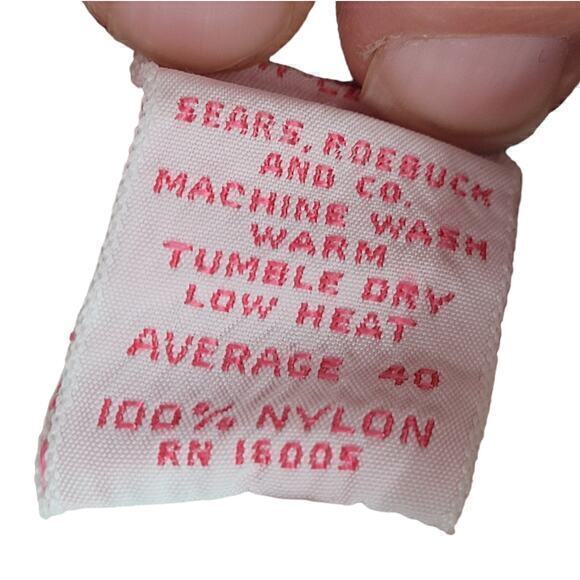 SEARS, ROEBUCK
AND CO.
MACHINE WASH
WARM
TUMBLE DRY
LOW HEAT
AVERAGE 40
100% NYLON
RN 16005